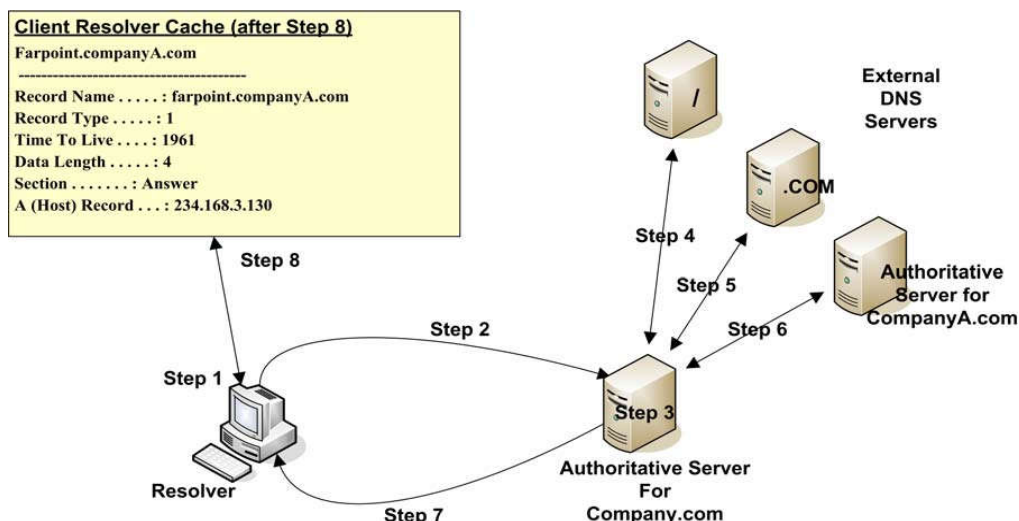 Client Resolver Cache (after Step 8)
Farpoint.companyA.com
----------------------------------------
Record Name . . . . . : farpoint.companyA.com
Record Type . . . . . : 1
Time To Live . . . . : 1961
Data Length . . . . . : 4
Section . . . . . . . : Answer
A (Host) Record . . . : 234.168.3.130
/
External
DNS
Servers
.COM
Step 4
Step 8
Step 5
Authoritative
Server for
CompanyA.com
Step 6
Step 2
Step 1
Step 3
Resolver
Authoritative Server
For
Company.com
Step 7